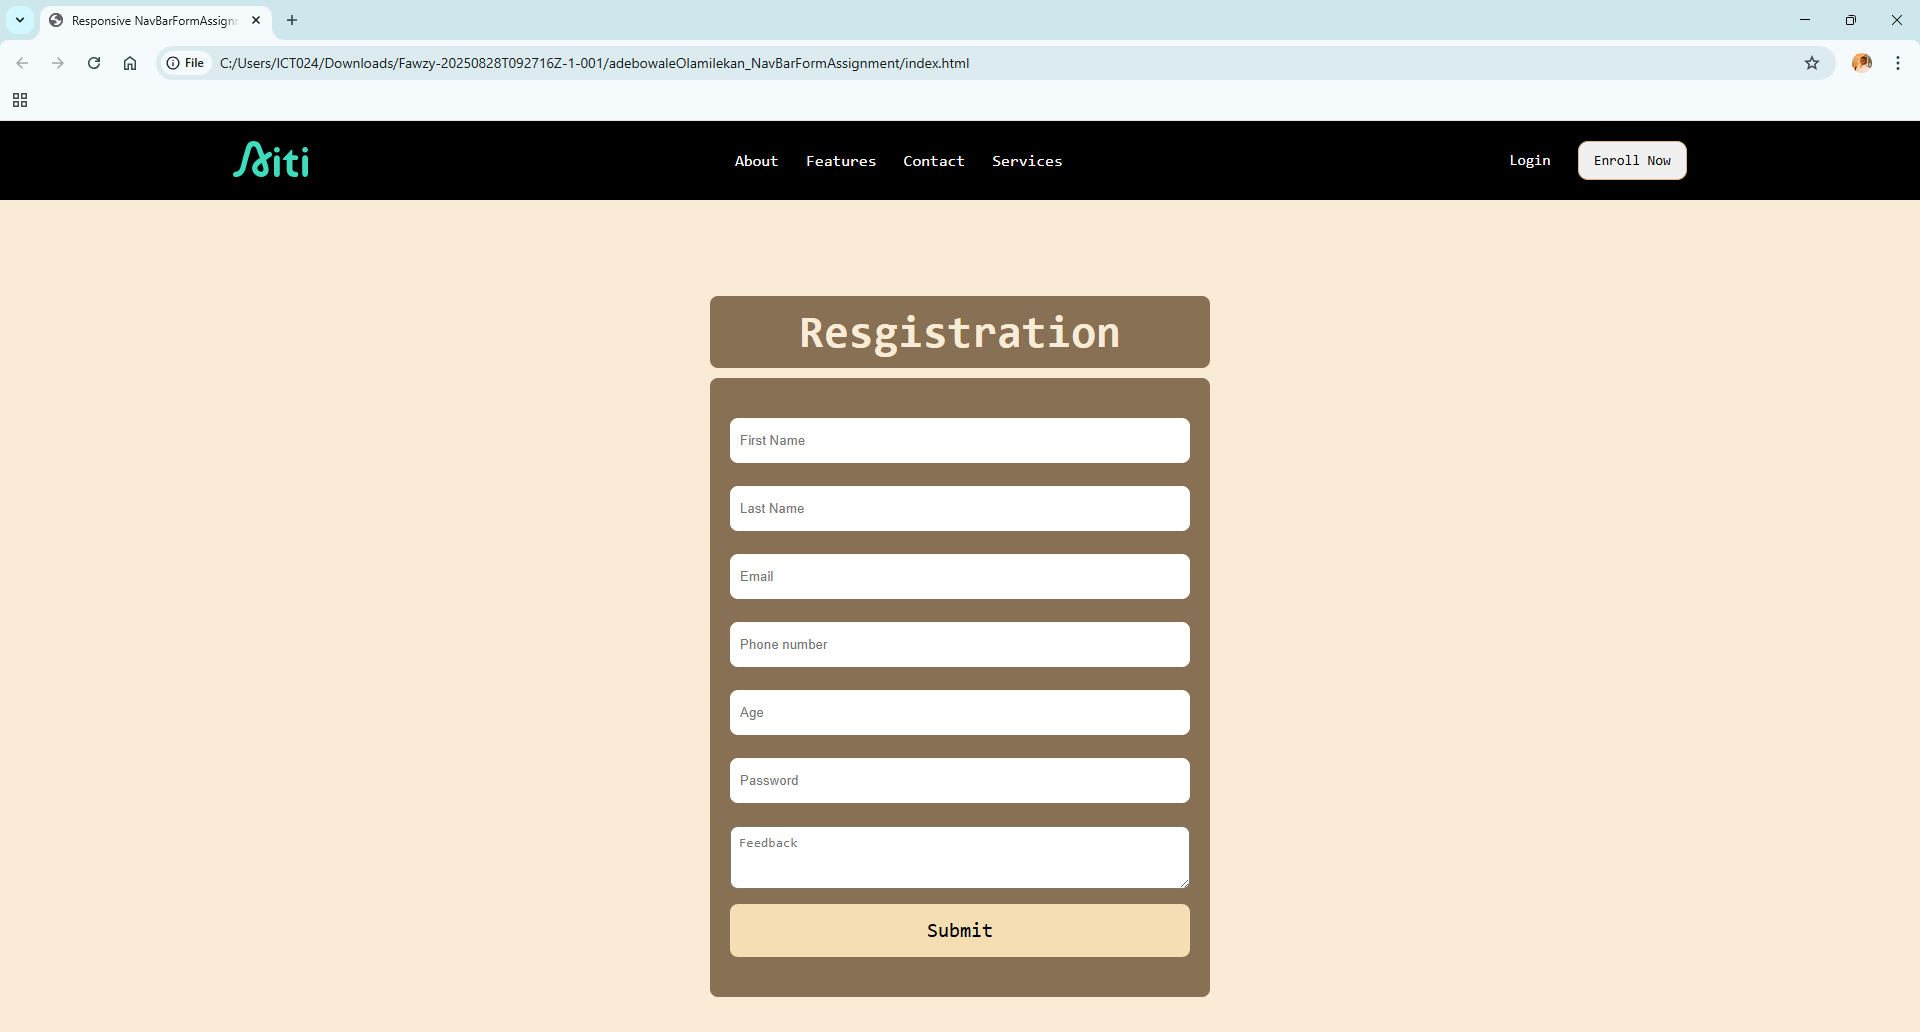 Responsive NavBarFormAssignr
File
C:/Users/ICT024/Downloads/Fawzy-20250828T092716Z-1-001/adebowaleOlamilekan_NavBarFormAssignment/index.html
Aiti
About Features Contact Services
Login
Enroll Now
Resgistration
First Name
Last Name
Email
Phone number
Age
Password
Feedback
Submit